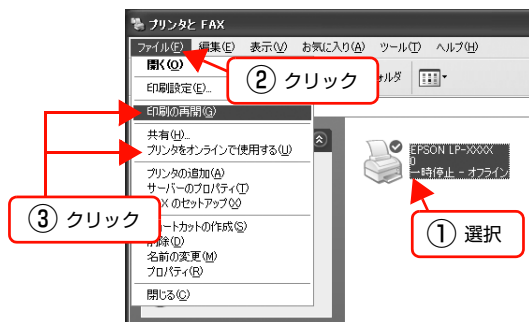 プリンタと FAX
ファイル(F) 編集(E) 表示(V) お気に入り(A) ツール(T) ヘルプ(H)
開く(O)
② クリック
ォルダ
印刷設定(E)...
印刷の再開(G)
共有(H)...
プリンタをオンラインで使用する(U)
EPSON LP-XXXX
0
一時停止 - オフライン
プリンタの追加(A)
サーバーのプロパティ(T)
X のセットアップ(X)
③ クリック
① 選択
ートカットの作成(S)
削除(D)
名前の変更(M)
プロパティ(R)
閉じる(C)